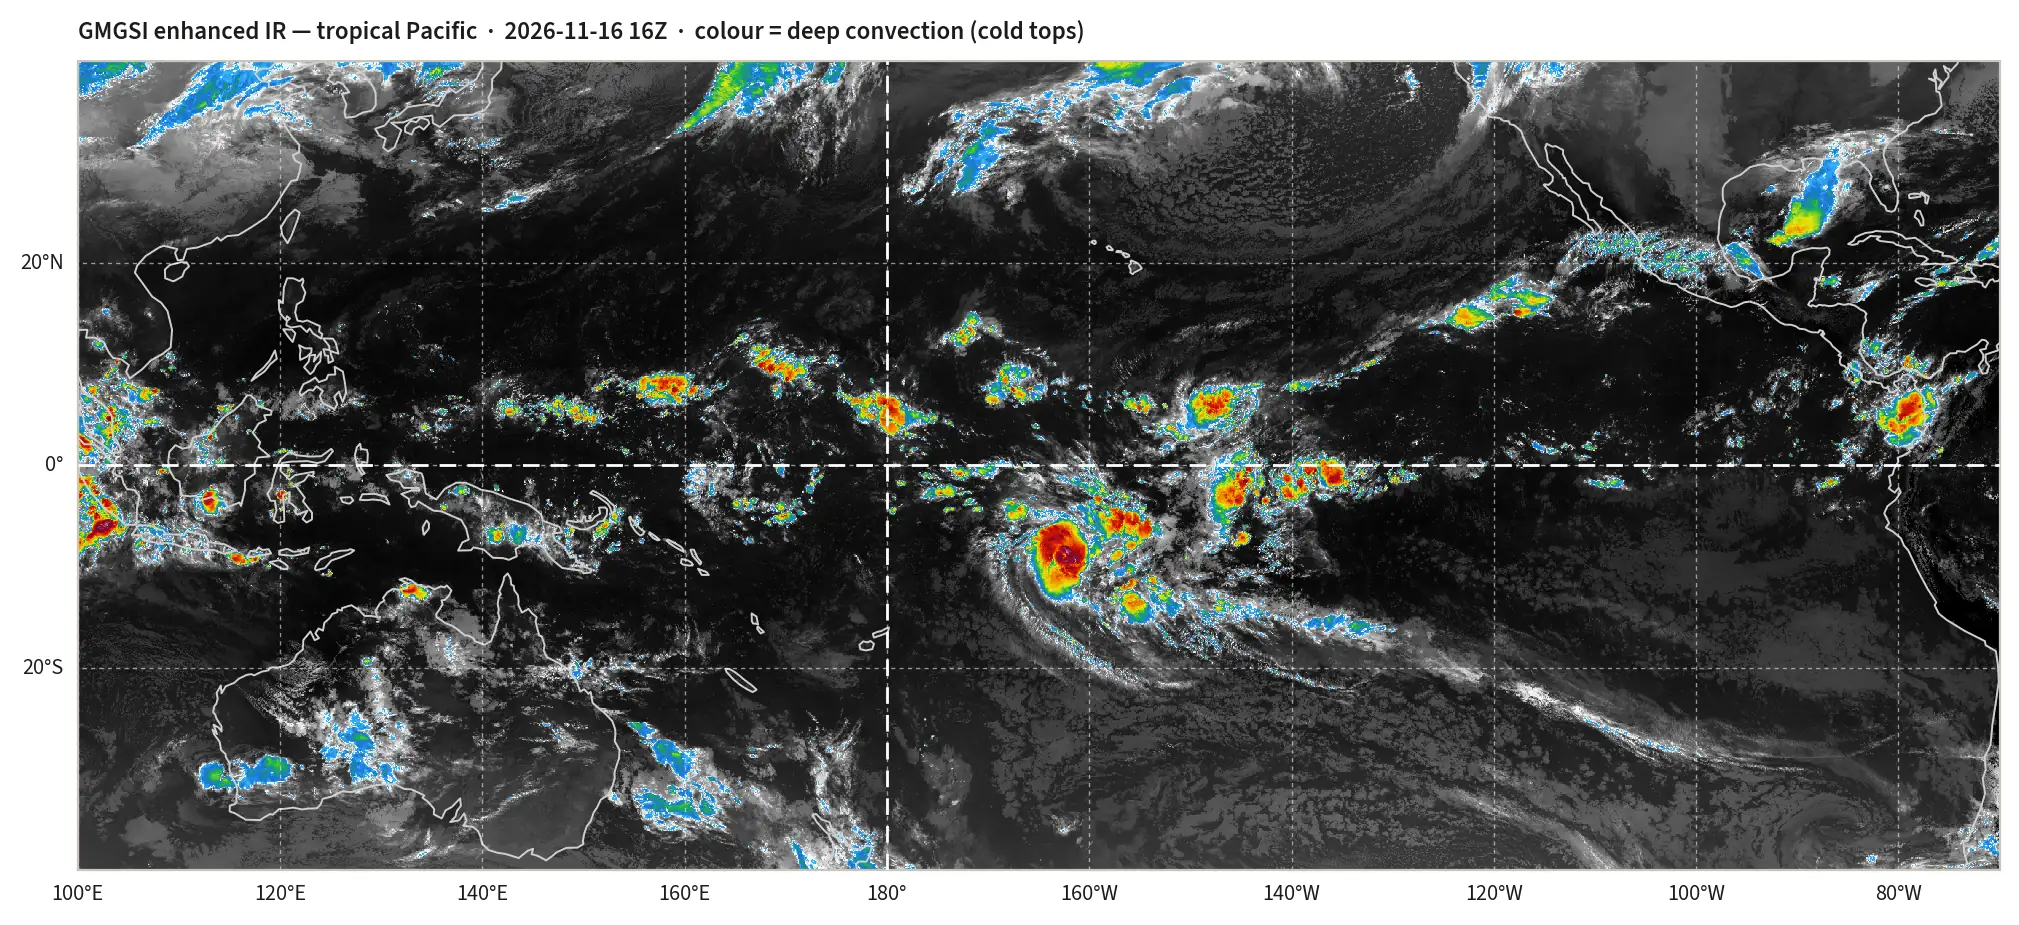 GMGSI enhanced IR — tropical Pacific · 2026-11-16 16Z · colour = deep convection (cold tops)
20°N
0°
20°S
100°E 120°E 140°E 160°E 180° 160°W 140°W 120°W 100°W 80°W